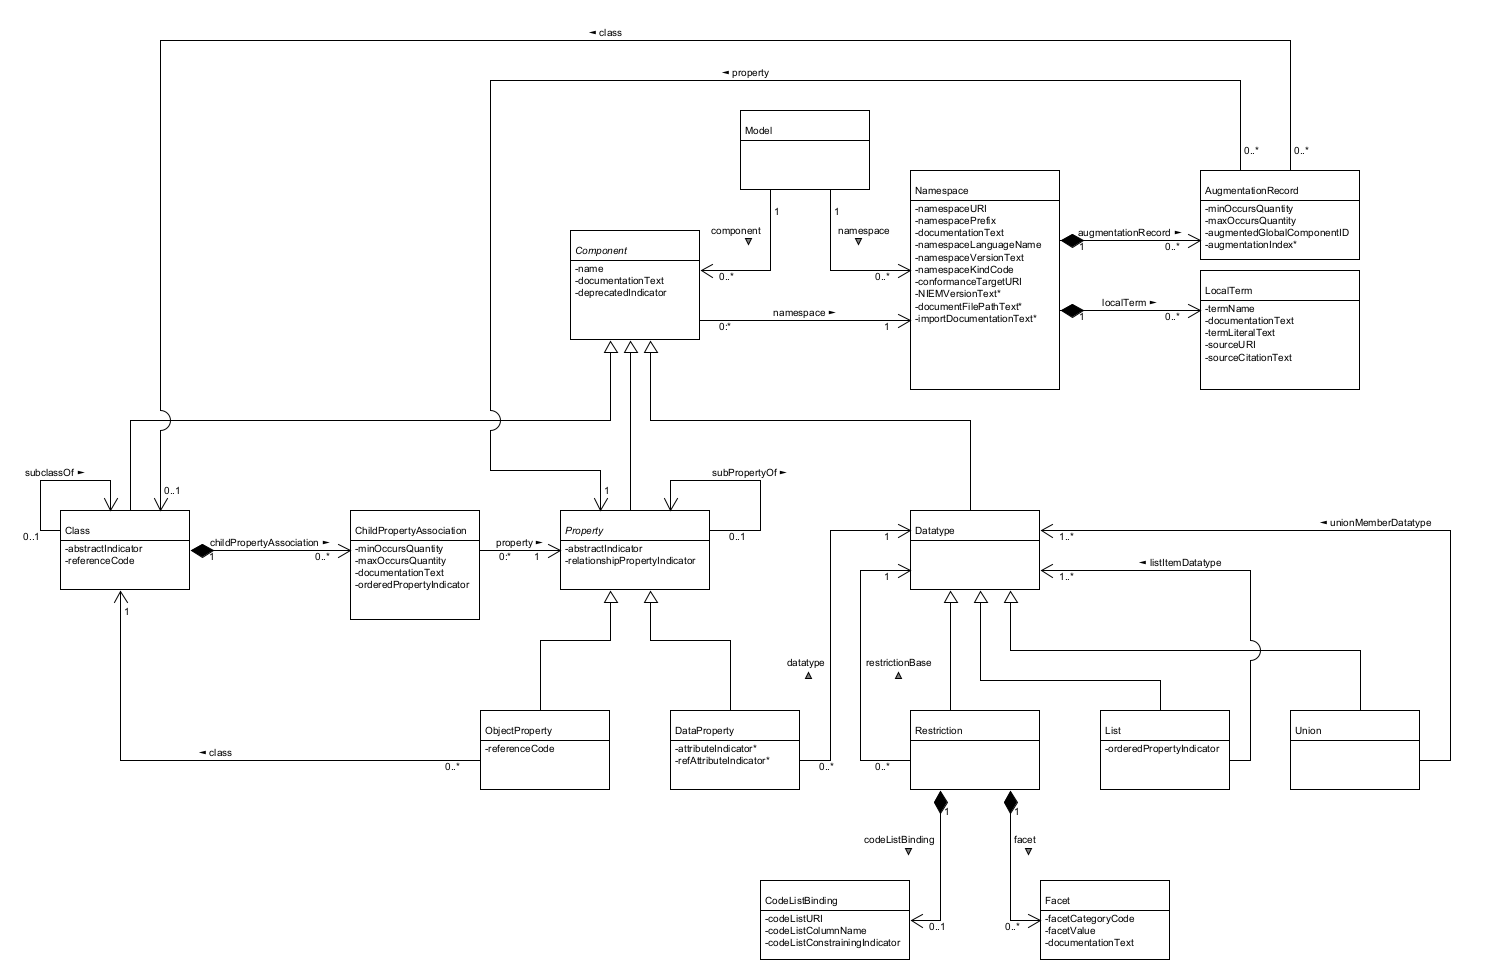 ◄ class
◄ property
Model
0..*
0..*
1
1
component
▼
namespace
▼
Component
-name
-documentationText
-deprecatedIndicator
0..*
0..*
namespace ►
0:*
1
Namespace
-namespaceURI
-namespacePrefix
-documentationText
-namespaceLanguageName
-namespaceVersionText
-namespaceKindCode
-conformanceTargetURI
-NIEMVersionText*
-documentFilePathText*
-importDocumentationText*
augmentationRecord ►
1
0..*
AugmentationRecord
-minOccursQuantity
-maxOccursQuantity
-augmentedGlobalComponentID
-augmentationIndex*
localTerm ►
1
0..*
LocalTerm
-termName
-documentationText
-termLiteralText
-sourceURI
-sourceCitationText
subclassOf ►
0..1
0..1
Class
-abstractIndicator
-referenceCode
childPropertyAssociation ►
1
0..*
ChildPropertyAssociation
-minOccursQuantity
-maxOccursQuantity
-documentationText
-orderedPropertyIndicator
property ►
0:*
1
1
subPropertyOf ►
0..1
Property
-abstractIndicator
-relationshipPropertyIndicator
Datatype
1
1
◄ unionMemberDatatype
1..*
◄ listItemDatatype
1..*
1
datatype
▲
restrictionBase
▲
ObjectProperty
-referenceCode
◄ class
0..*
DataProperty
-attributeIndicator*
-refAttributeIndicator*
0..*
0..*
Restriction
List
-orderedPropertyIndicator
Union
1
1
codeListBinding
▼
facet
▼
CodeListBinding
-codeListURI
-codeListColumnName
-codeListConstrainingIndicator
0..1
0..*
Facet
-facetCategoryCode
-facetValue
-documentationText